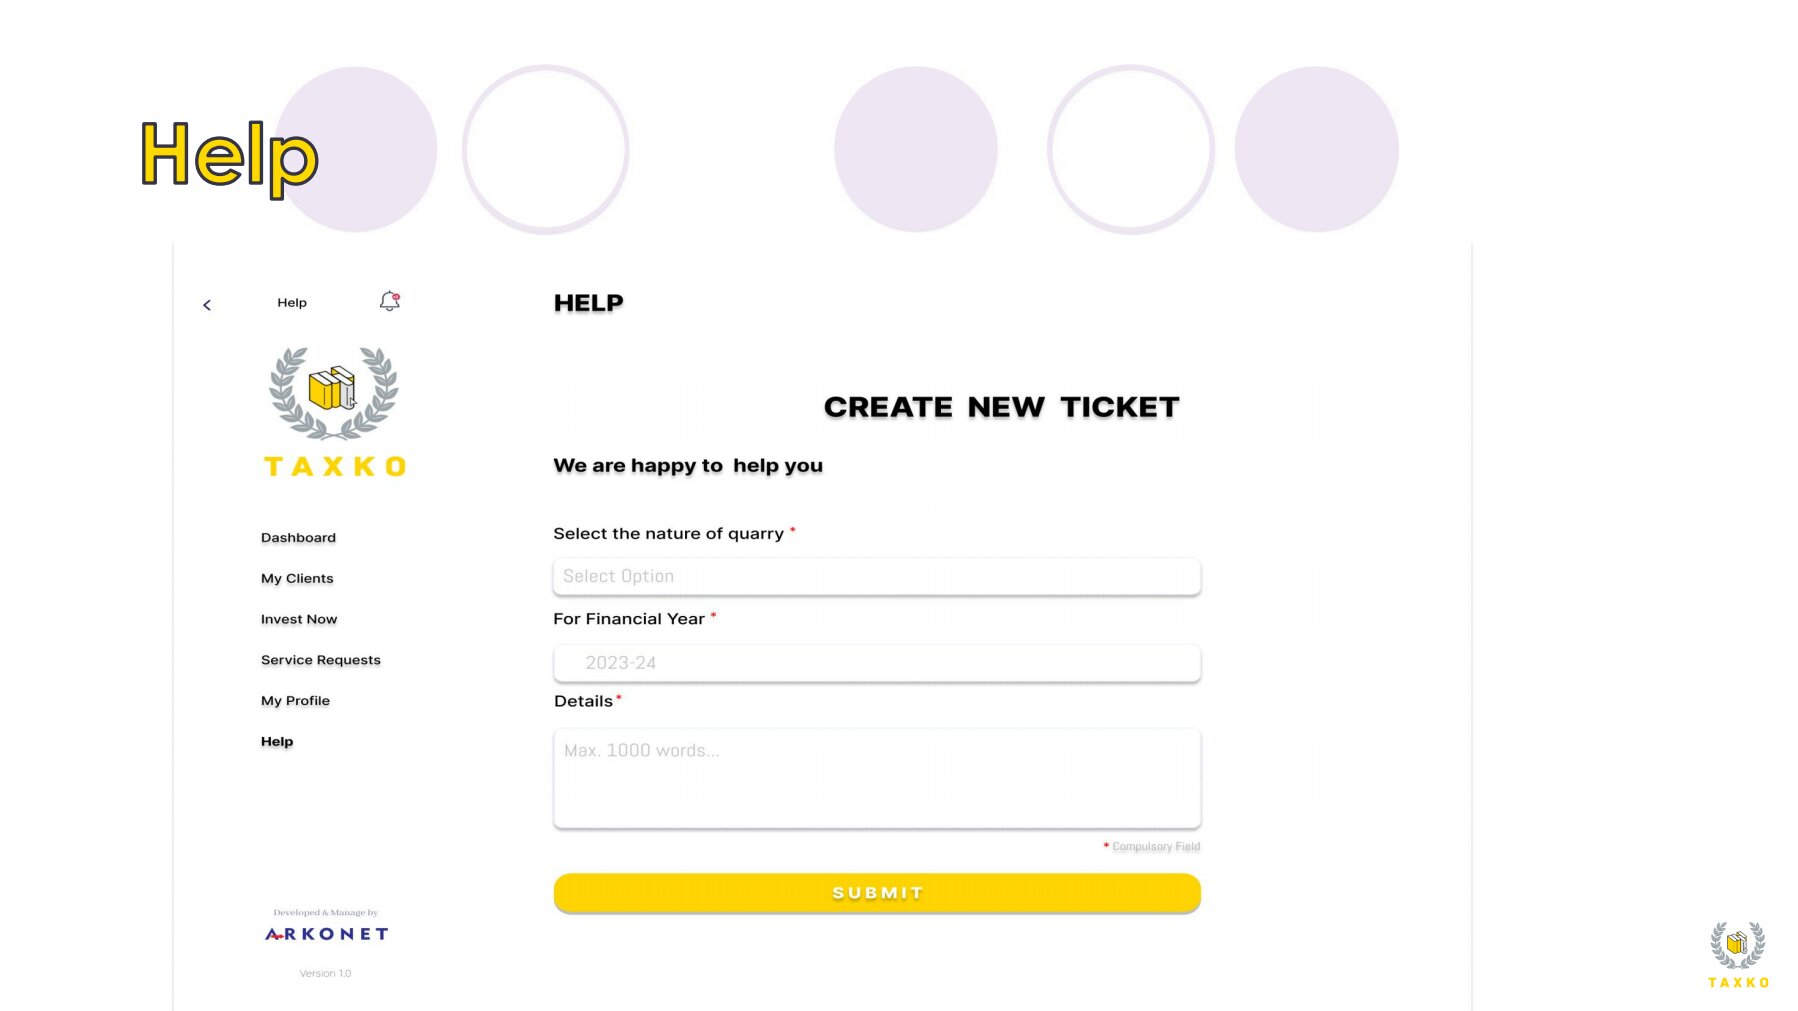 Help
Help
TAXKO
Dashboard
My Clients
Invest Now
Service Requests
My Profile
Help
Developed & Manage by
ARKONET
Version 1.0
HELP
CREATE NEW TICKET
We are happy to help you
Select the nature of quarry *
Select Option
For Financial Year *
2023-24
Details *
Max. 1000 words...
* Compulsory Field
SUBMIT
TAXKO